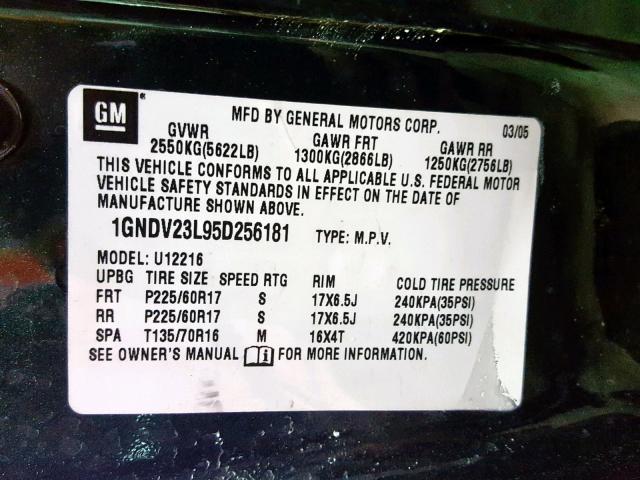 GM
MFD BY GENERAL MOTORS CORP. 03/05
GVWR GAWR FRT GAWR RR
2550KG(5622LB) 1300KG(2866LB) 1250KG(2756LB)
THIS VEHICLE CONFORMS TO ALL APPLICABLE U.S. FEDERAL MOTOR
VEHICLE SAFETY STANDARDS IN EFFECT ON THE DATE OF
MANUFACTURE SHOWN ABOVE.
1GNDV23L95D256181 TYPE: M.P.V.
MODEL: U12216
UPBG TIRE SIZE SPEED RTG RIM COLD TIRE PRESSURE
FRT P225/60R17 S 17X6.5J 240KPA(35PSI)
RR P225/60R17 S 17X6.5J 240KPA(35PSI)
SPA T135/70R16 M 16X4T 420KPA(60PSI)
SEE OWNER'S MANUAL FOR MORE INFORMATION.